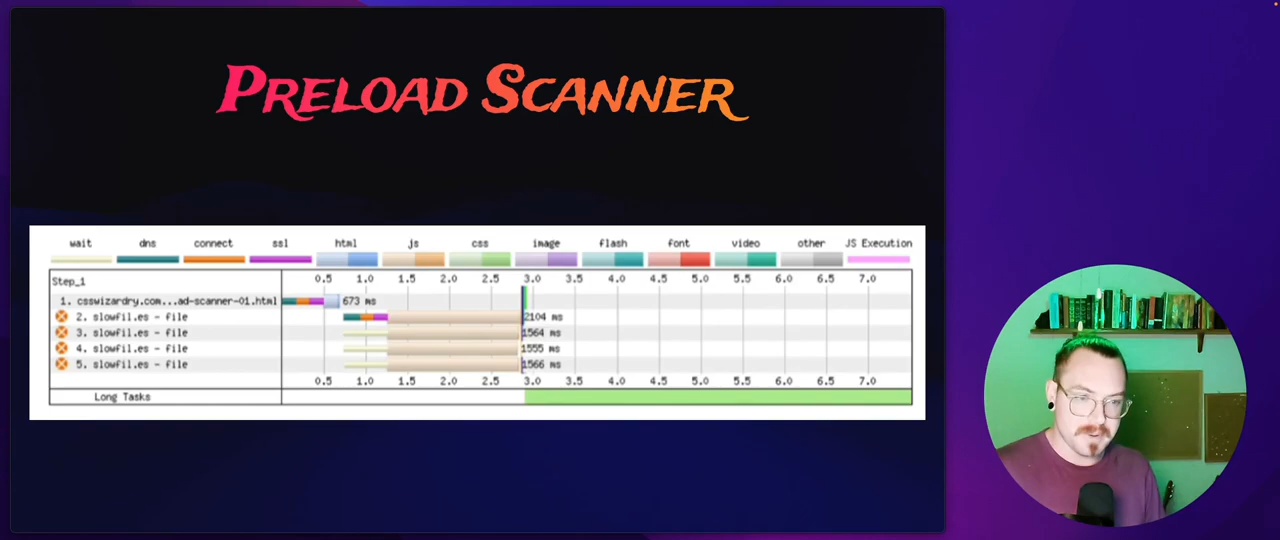 PRELOAD SCANNER
wait dns connect ssl html js css image flash font video other JS Execution
Step_1 0.5 1.0 1.5 2.0 2.5 3.0 3.5 4.0 4.5 5.0 5.5 6.0 6.5 7.0
1. csswizardry.com...ad-scanner-01.html 673 ms
2. slowfil.es - file 2104 ms
3. slowfil.es - file 1564 ms
4. slowfil.es - file 1555 ms
5. slowfil.es - file 1566 ms
0.5 1.0 1.5 2.0 2.5 3.0 3.5 4.0 4.5 5.0 5.5 6.0 6.5 7.0
Long Tasks